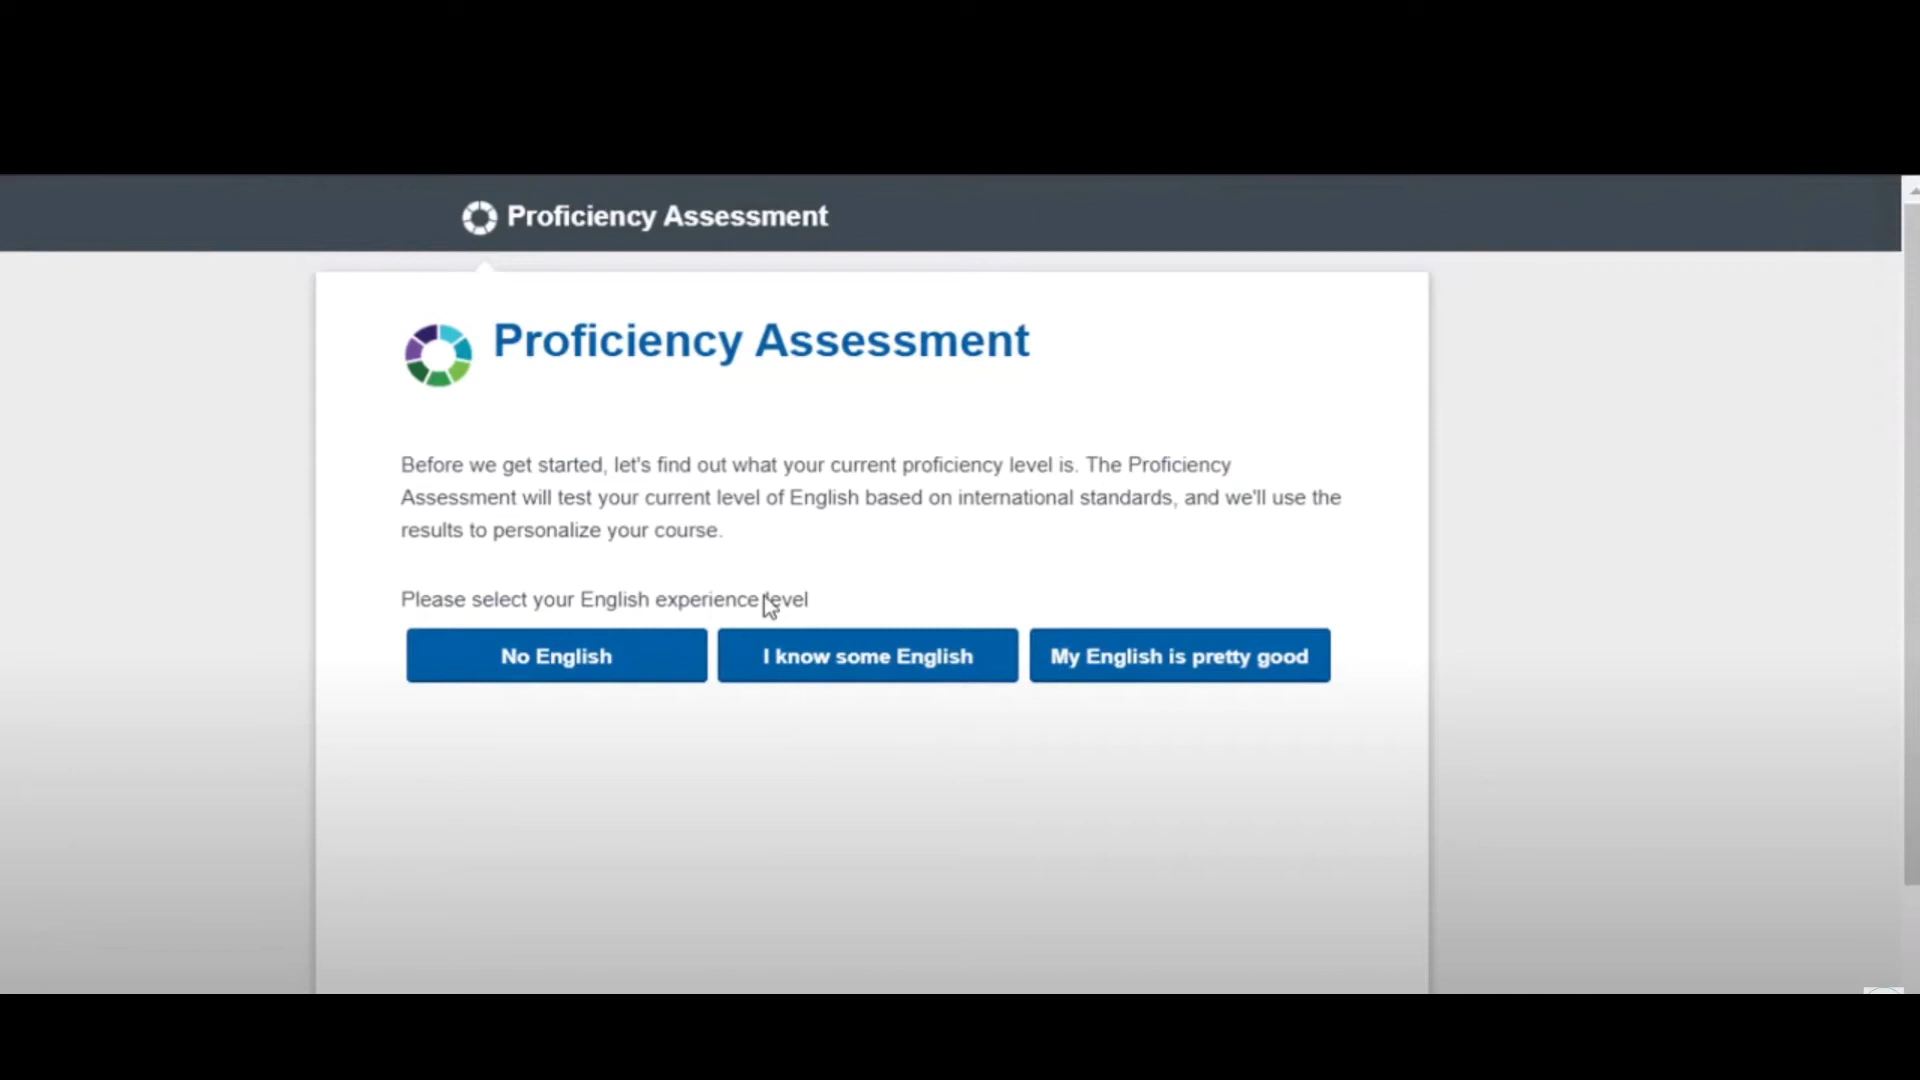 Proficiency Assessment
Proficiency Assessment
Before we get started, let's find out what your current proficiency level is. The Proficiency
Assessment will test your current level of English based on international standards, and we'll use the
results to personalize your course.
Please select your English experience level
No English
I know some English
My English is pretty good